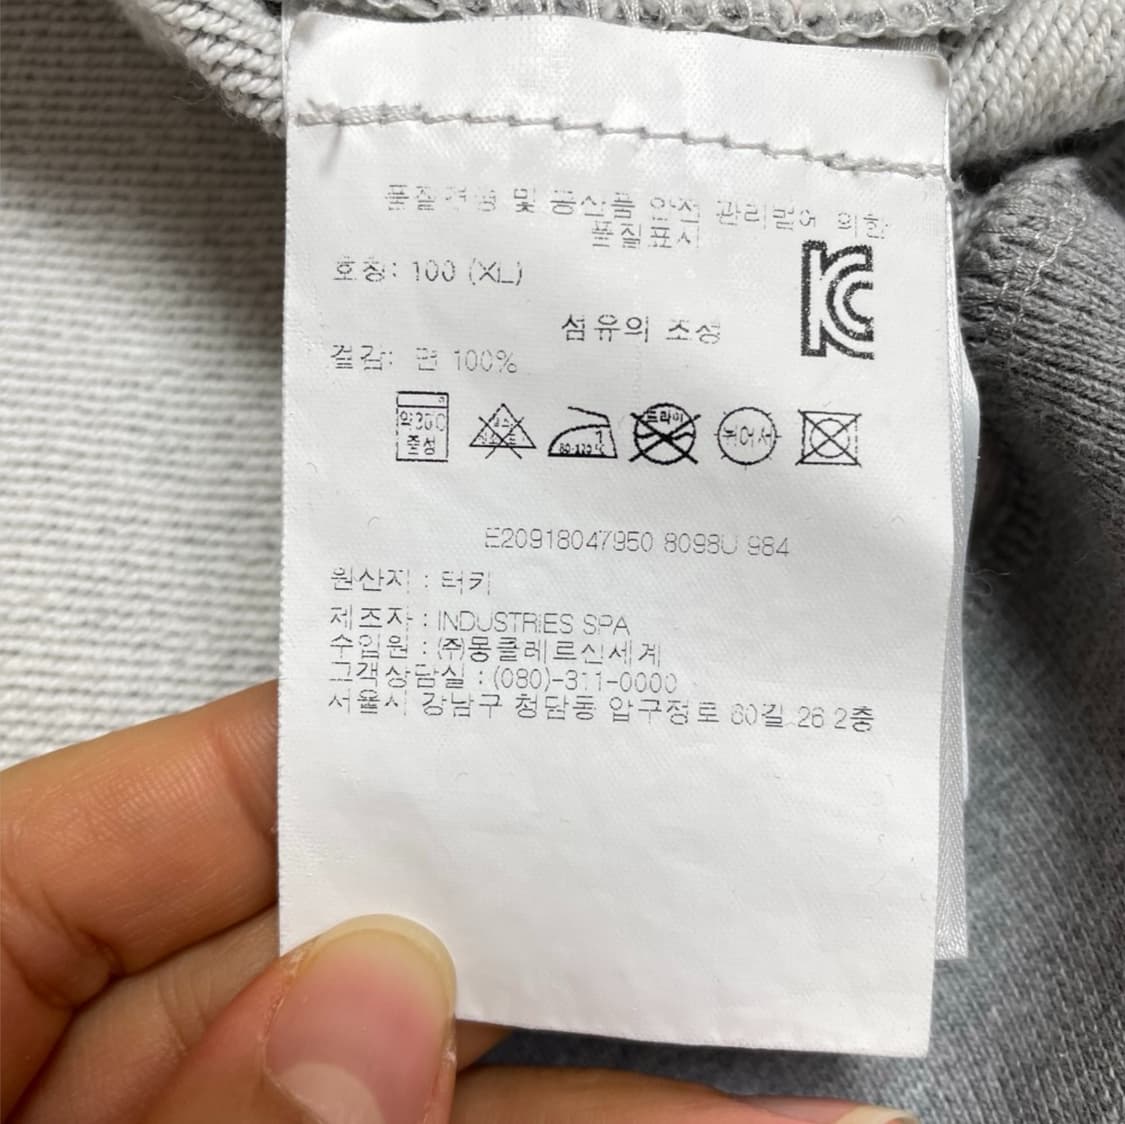 품질경영 및 공산품 안전 관리법에 의한
품질표시
호칭: 100 (XL)
KC
섬유의 조성
겉감: 면 100%
약30℃ 중성
80-120℃
드라이
뉘어서
E20918047950 8098U 984
원산지 : 터키
제조자 : INDUSTRIES SPA
수입원 : (주)몽클레르신세계
고객상담실 : (080)-311-0000
서울시 강남구 청담동 압구정로 60길 26 2층